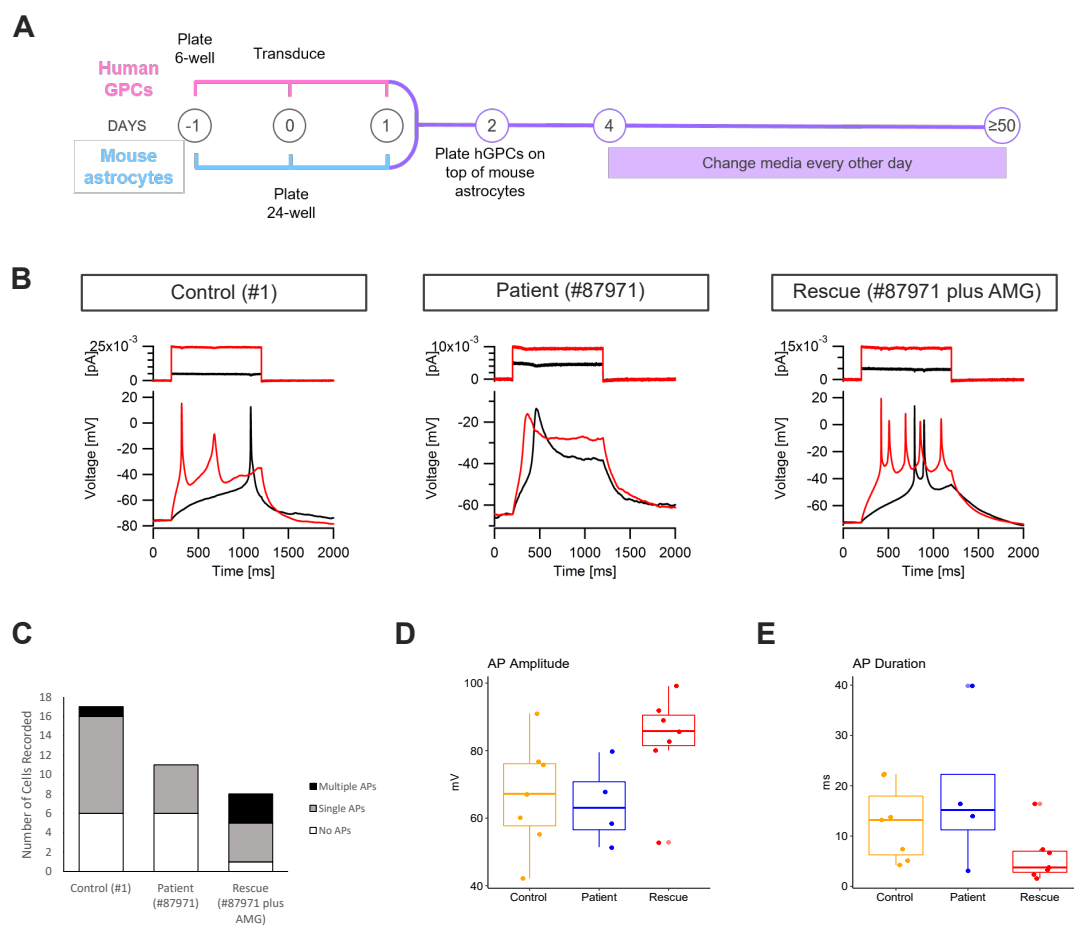 A
Plate
6-well
Transduce
Human
GPCs
DAYS
-1
0
1
2
4
≥50
Mouse
astrocytes
Plate
24-well
Plate hGPCs on
top of mouse
astrocytes
Change media every other day
B
Control (#1)
25x10-3
[pA]
0
20
0
-20
-40
-60
-80
Voltage [mV]
0 500 1000 1500 2000
Time [ms]
Patient (#87971)
10x10-3
[pA]
0
-20
-40
-60
Voltage [mV]
0 500 1000 1500 2000
Time [ms]
Rescue (#87971 plus AMG)
15x10-3
[pA]
0
20
0
-20
-40
-60
Voltage [mV]
0 500 1000 1500 2000
Time [ms]
C
Number of Cells Recorded
18
16
14
12
10
8
6
4
2
0
Control (#1)
Patient
(#87971)
Rescue
(#87971 plus
AMG)
Multiple APs
Single APs
No APs
D
AP Amplitude
mV
100
80
60
40
Control Patient Rescue
E
AP Duration
ms
40
30
20
10
0
Control Patient Rescue